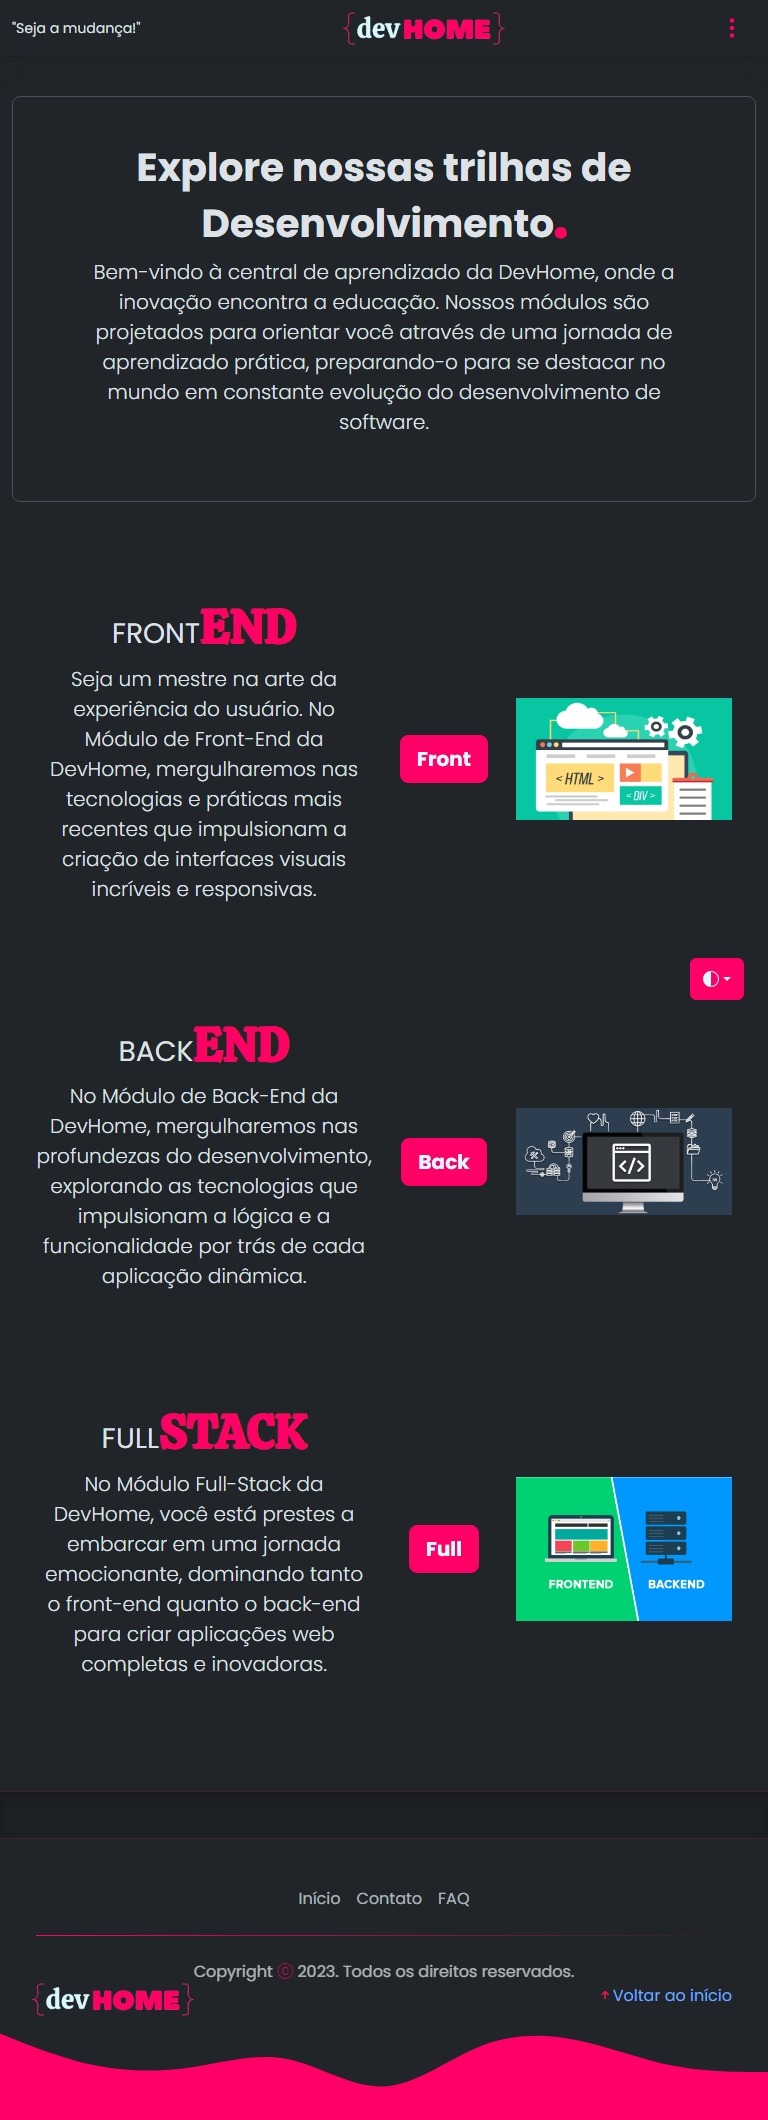 "Seja a mudança!"
{devHOME}
Explore nossas trilhas de
Desenvolvimento.
Bem-vindo à central de aprendizado da DevHome, onde a
inovação encontra a educação. Nossos módulos são
projetados para orientar você através de uma jornada de
aprendizado prática, preparando-o para se destacar no
mundo em constante evolução do desenvolvimento de
software.
FRONTEND
Seja um mestre na arte da
experiência do usuário. No
Módulo de Front-End da
DevHome, mergulharemos nas
tecnologias e práticas mais
recentes que impulsionam a
criação de interfaces visuais
incríveis e responsivas.
Front
< HTML >
< DIV >
BACKEND
No Módulo de Back-End da
DevHome, mergulharemos nas
profundezas do desenvolvimento,
explorando as tecnologias que
impulsionam a lógica e a
funcionalidade por trás de cada
aplicação dinâmica.
Back
</>
FULLSTACK
No Módulo Full-Stack da
DevHome, você está prestes a
embarcar em uma jornada
emocionante, dominando tanto
o front-end quanto o back-end
para criar aplicações web
completas e inovadoras.
Full
FRONTEND
BACKEND
Início Contato FAQ
Copyright © 2023. Todos os direitos reservados.
{devHOME}
↑ Voltar ao início